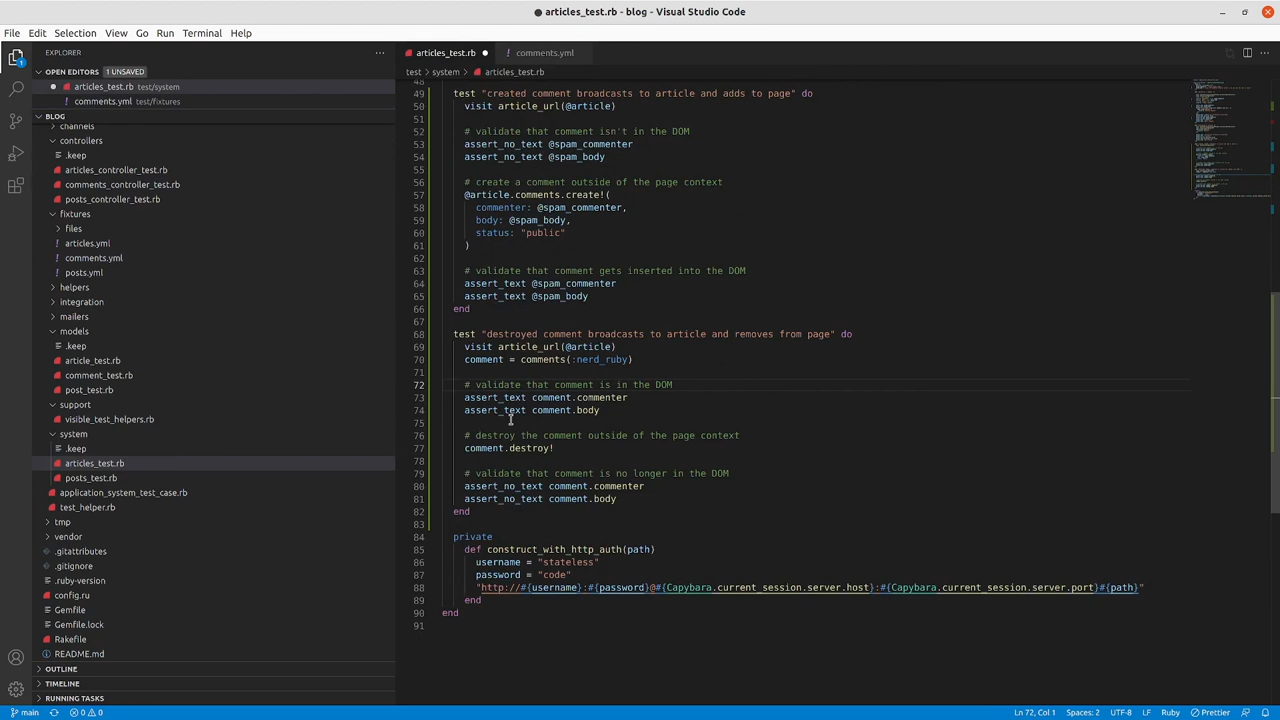 articles_test.rb - blog - Visual Studio Code
File Edit Selection View Go Run Terminal Help
EXPLORER
OPEN EDITORS 1 UNSAVED
articles_test.rb test/system
comments.yml test/fixtures
BLOG
channels
controllers
.keep
articles_controller_test.rb
comments_controller_test.rb
posts_controller_test.rb
fixtures
files
articles.yml
comments.yml
posts.yml
helpers
integration
mailers
models
.keep
article_test.rb
comment_test.rb
post_test.rb
support
visible_test_helpers.rb
system
.keep
articles_test.rb
posts_test.rb
application_system_test_case.rb
test_helper.rb
tmp
vendor
.gitattributes
.gitignore
.ruby-version
config.ru
Gemfile
Gemfile.lock
Rakefile
README.md
OUTLINE
TIMELINE
RUNNING TASKS
articles_test.rb comments.yml
test > system > articles_test.rb
48
49 test "created comment broadcasts to article and adds to page" do
50 visit article_url(@article)
51
52 # validate that comment isn't in the DOM
53 assert_no_text @spam_commenter
54 assert_no_text @spam_body
55
56 # create a comment outside of the page context
57 @article.comments.create!(
58 commenter: @spam_commenter,
59 body: @spam_body,
60 status: "public"
61 )
62
63 # validate that comment gets inserted into the DOM
64 assert_text @spam_commenter
65 assert_text @spam_body
66 end
67
68 test "destroyed comment broadcasts to article and removes from page" do
69 visit article_url(@article)
70 comment = comments(:nerd_ruby)
71
72 # validate that comment is in the DOM
73 assert_text comment.commenter
74 assert_text comment.body
75
76 # destroy the comment outside of the page context
77 comment.destroy!
78
79 # validate that comment is no longer in the DOM
80 assert_no_text comment.commenter
81 assert_no_text comment.body
82 end
83
84 private
85 def construct_with_http_auth(path)
86 username = "stateless"
87 password = "code"
88 "http://#{username}:#{password}@#{Capybara.current_session.server.host}:#{Capybara.current_session.server.port}#{path}"
89 end
90 end
91
main 0 0 Ln 72, Col 1 Spaces: 2 UTF-8 LF Ruby Prettier